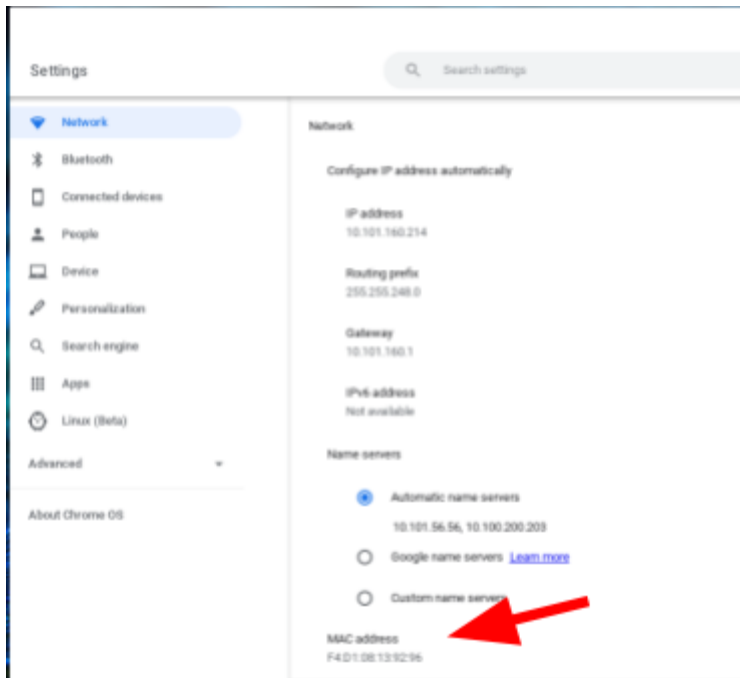 Settings
Search settings
Network
Bluetooth
Connected devices
People
Device
Personalization
Search engine
Apps
Linux (Beta)
Advanced
About Chrome OS
Network
Configure IP address automatically
IP address
10.101.160.214
Routing prefix
255.255.248.0
Gateway
10.101.160.1
IPv6 address
Not available
Name servers
Automatic name servers
10.101.56.56, 10.100.200.203
Google name servers Learn more
Custom name servers
MAC address
F4:D1:08:13:92:96